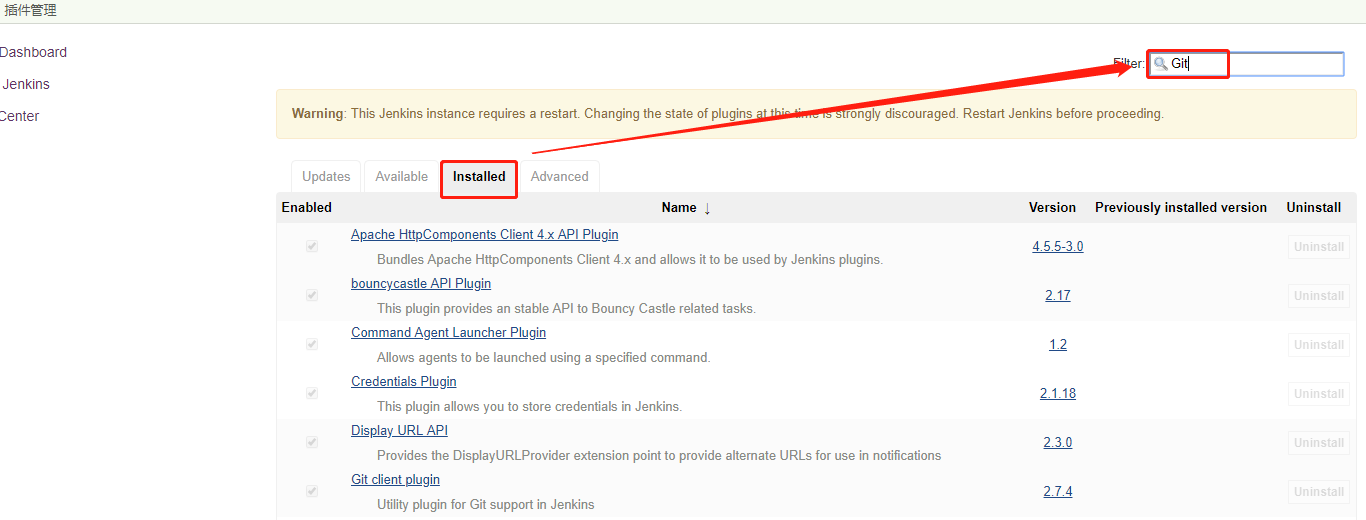 插件管理
Dashboard
Jenkins
Center
Filter: Git
Warning: This Jenkins instance requires a restart. Changing the state of plugins at this time is strongly discouraged. Restart Jenkins before proceeding.
Updates Available Installed Advanced
Enabled Name ↓ Version Previously installed version Uninstall
Apache HttpComponents Client 4.x API Plugin
Bundles Apache HttpComponents Client 4.x and allows it to be used by Jenkins plugins.
4.5.5-3.0 Uninstall
bouncycastle API Plugin
This plugin provides an stable API to Bouncy Castle related tasks.
2.17 Uninstall
Command Agent Launcher Plugin
Allows agents to be launched using a specified command.
1.2 Uninstall
Credentials Plugin
This plugin allows you to store credentials in Jenkins.
2.1.18 Uninstall
Display URL API
Provides the DisplayURLProvider extension point to provide alternate URLs for use in notifications
2.3.0 Uninstall
Git client plugin
Utility plugin for Git support in Jenkins
2.7.4 Uninstall